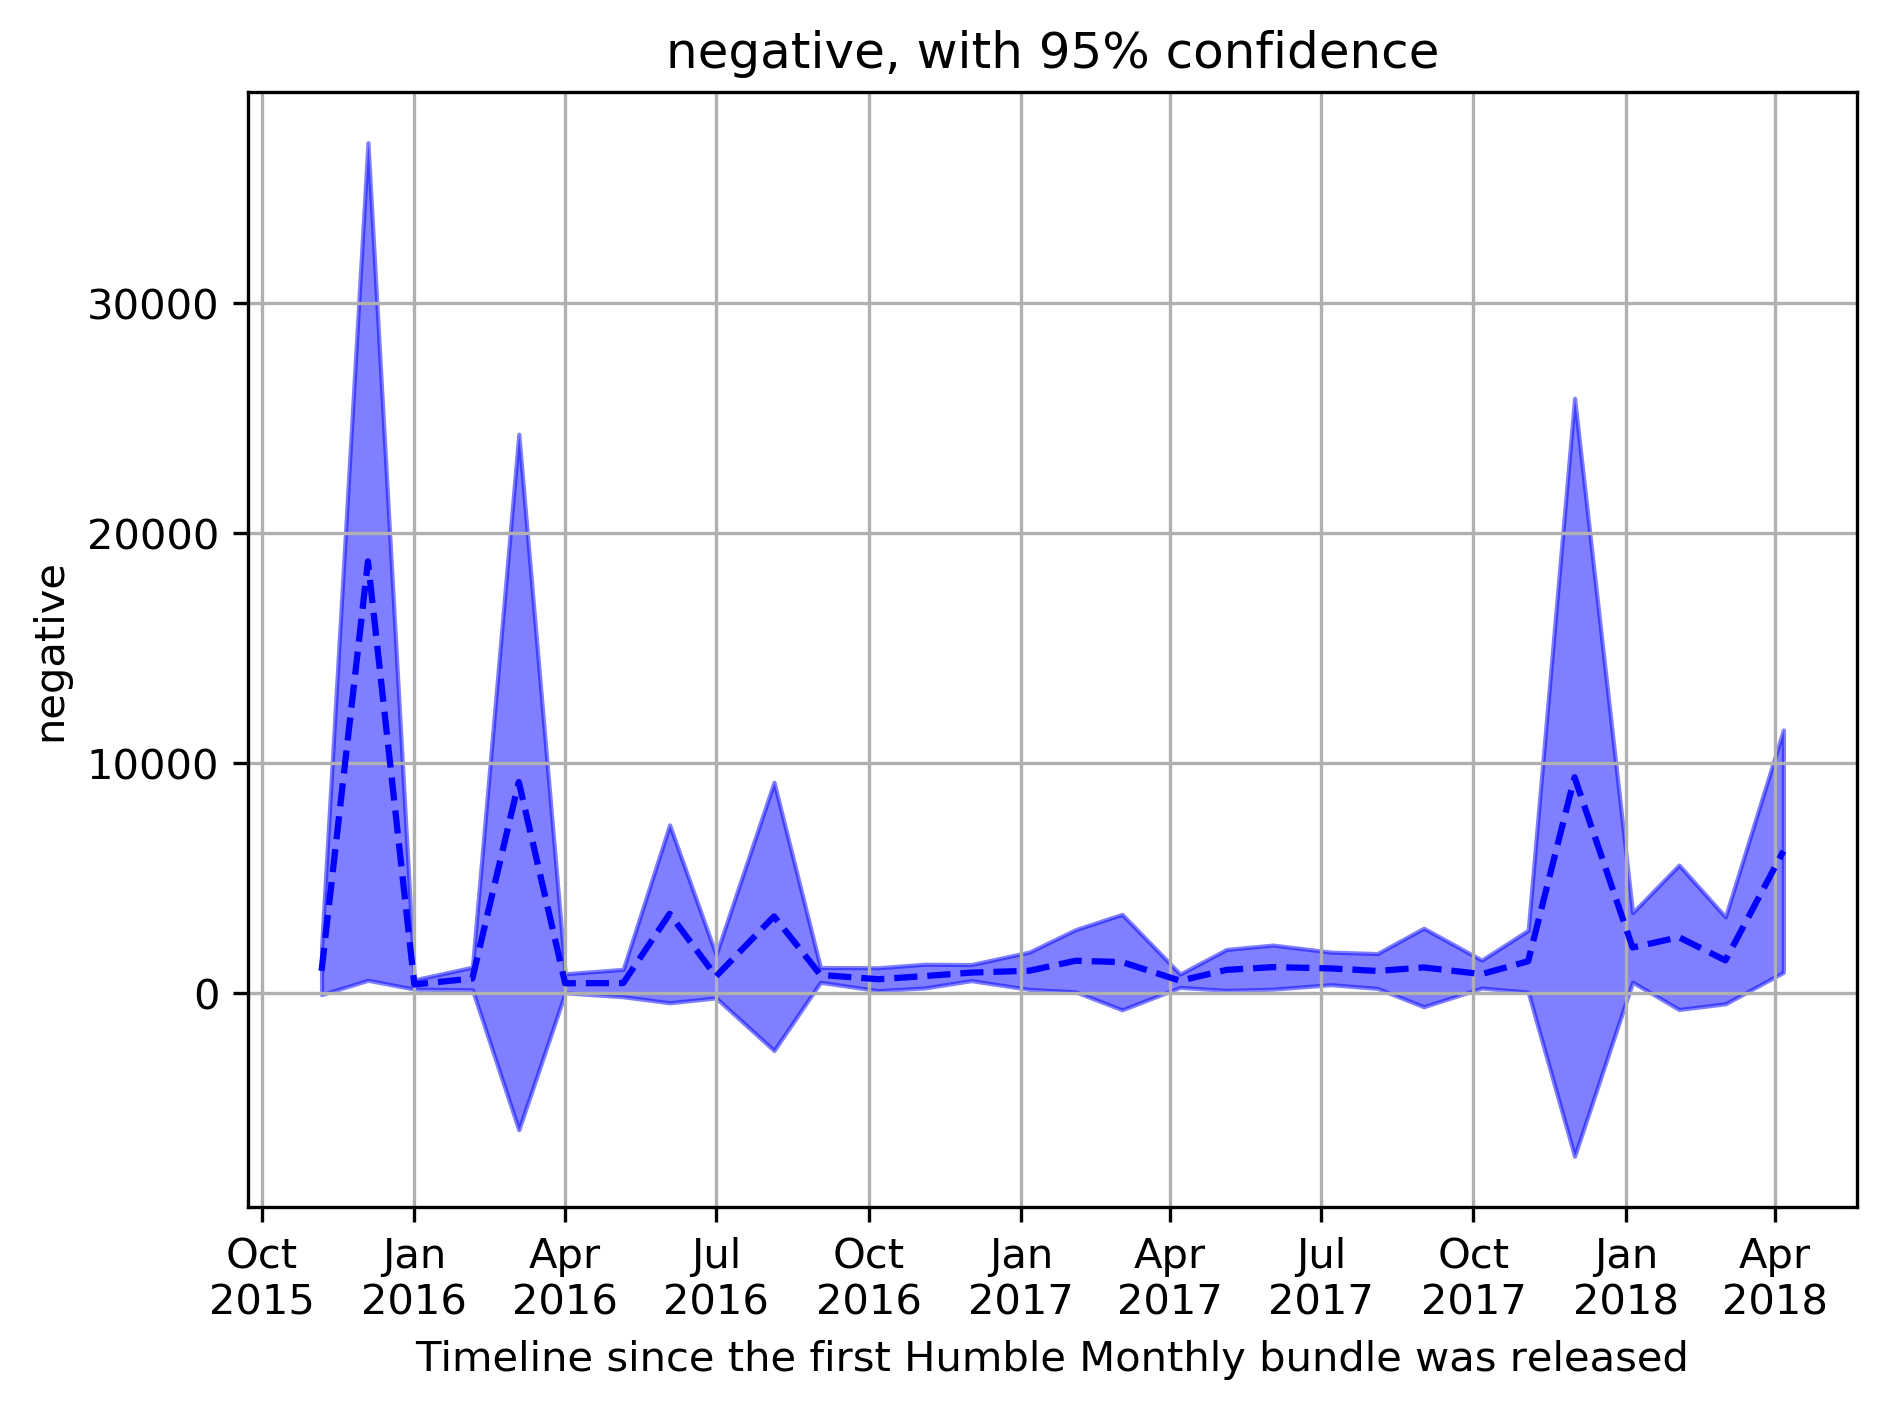 negative, with 95% confidence
30000
20000
10000
0
negative
Oct Jan Apr Jul Oct Jan Apr Jul Oct Jan Apr
2015 2016 2016 2016 2016 2017 2017 2017 2017 2018 2018
Timeline since the first Humble Monthly bundle was released